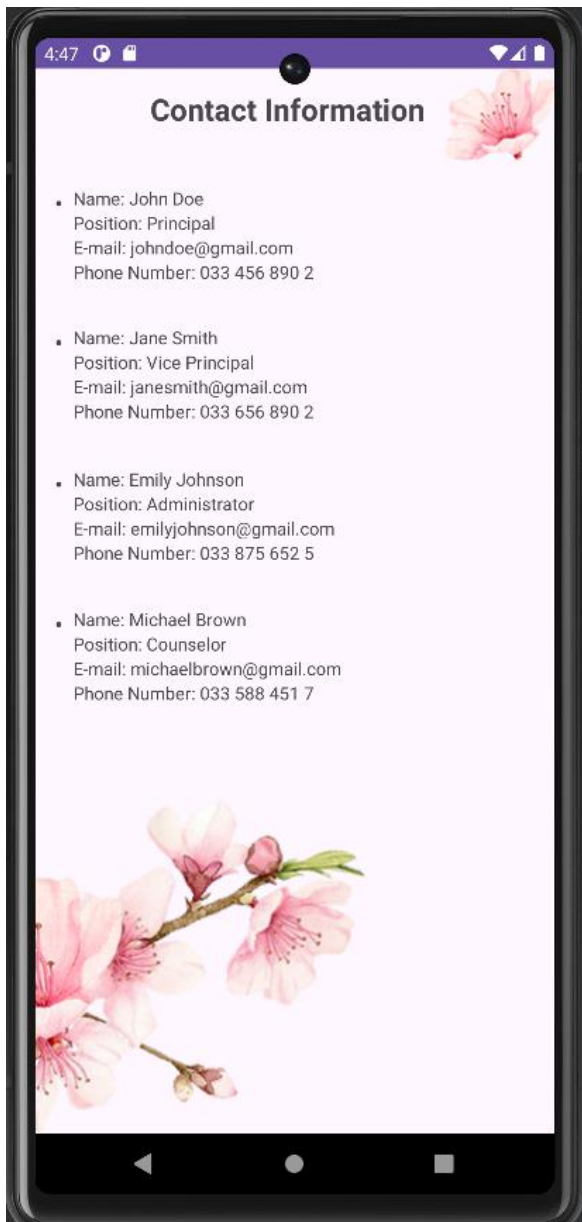 4:47
Contact Information
• Name: John Doe
Position: Principal
E-mail: johndoe@gmail.com
Phone Number: 033 456 890 2
• Name: Jane Smith
Position: Vice Principal
E-mail: janesmith@gmail.com
Phone Number: 033 656 890 2
• Name: Emily Johnson
Position: Administrator
E-mail: emilyjohnson@gmail.com
Phone Number: 033 875 652 5
• Name: Michael Brown
Position: Counselor
E-mail: michaelbrown@gmail.com
Phone Number: 033 588 451 7